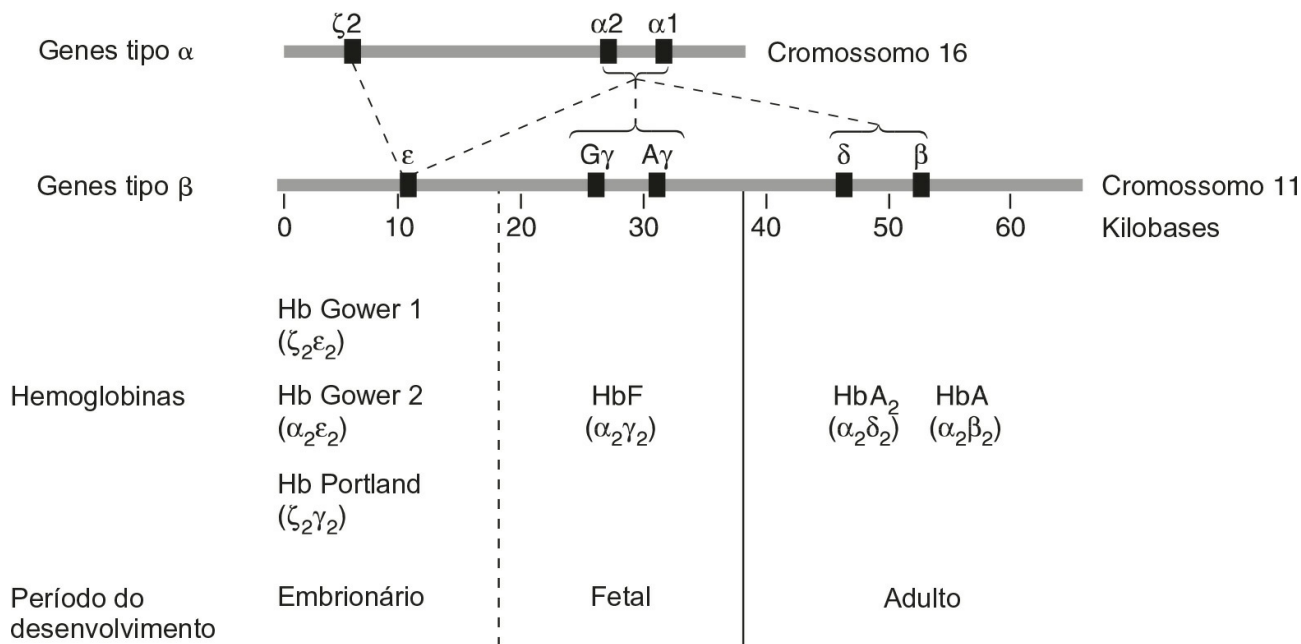 ζ2 α2 α1
Genes tipo α Cromossomo 16
ε Gγ Aγ δ β
Genes tipo β Cromossomo 11
0 10 20 30 40 50 60 Kilobases
Hb Gower 1
(ζ2ε2)
Hemoglobinas Hb Gower 2 HbF HbA2 HbA
(α2ε2) (α2γ2) (α2δ2) (α2β2)
Hb Portland
(ζ2γ2)
Período do Embrionário Fetal Adulto
desenvolvimento